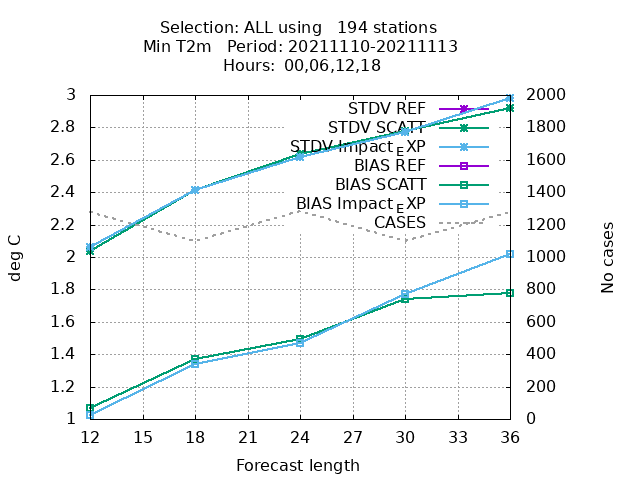 Selection: ALL using   194 stations
Min T2m   Period: 20211110-20211113
Hours:  00,06,12,18
3
2.8
2.6
2.4
2.2
2
1.8
1.6
1.4
1.2
1
deg C
2000
1800
1600
1400
1200
1000
800
600
400
200
0
No cases
STDV REF
STDV SCATT
STDV Impact_EXP
BIAS REF
BIAS SCATT
BIAS Impact_EXP
CASES
12 15 18 21 24 27 30 33 36
Forecast length